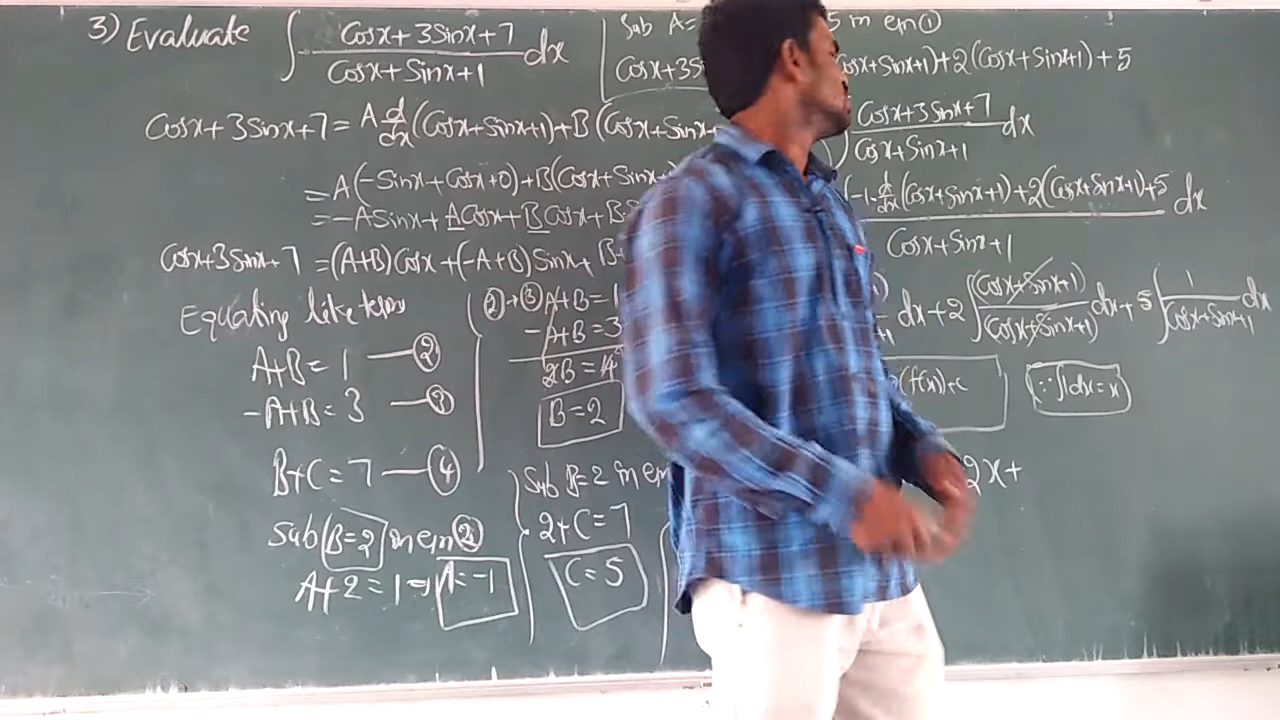 3) Evaluate ∫ Cosx+3Sinx+7 / Cosx+Sinx+1 dx
Cosx+3Sinx+7 = A d/dx (Cosx+Sinx+1)+B(Cosx+Sinx+
= A(-Sinx+Cosx+0)+B(Cosx+Sinx+
= -ASinx+ACosx+BCosx+B
Cosx+3Sinx+7 = (A+B)Cosx+(-A+B)Sinx+ B+
Equating like terms
A+B = 1 — ②
-A+B = 3 — ③
B+C = 7 — ④
Sub B=2 in eqn ②
A+2 = 1 ⇒ A=-1
②→③ A+B = 1
-A+B = 3
2B = 4
B=2
Sub B=2 in eqn
2+C = 7
C = 5
Sub A= 5 in eqn ①
Cosx+3S Cosx+Sinx+1)+2(Cosx+Sinx+1)+5
Cosx+3Sinx+7 / Cosx+Sinx+1 dx
-1. d/dx (Cosx+Sinx+1)+2(Cosx+Sinx+1)+5 / Cosx+Sinx+1 dx
dx+2 ∫ (Cosx+Sinx+1) / (Cosx+Sinx+1) dx+5 ∫ 1 / Cosx+Sinx+1 dx
(f(x))+c
∵ ∫1dx = x
2x+